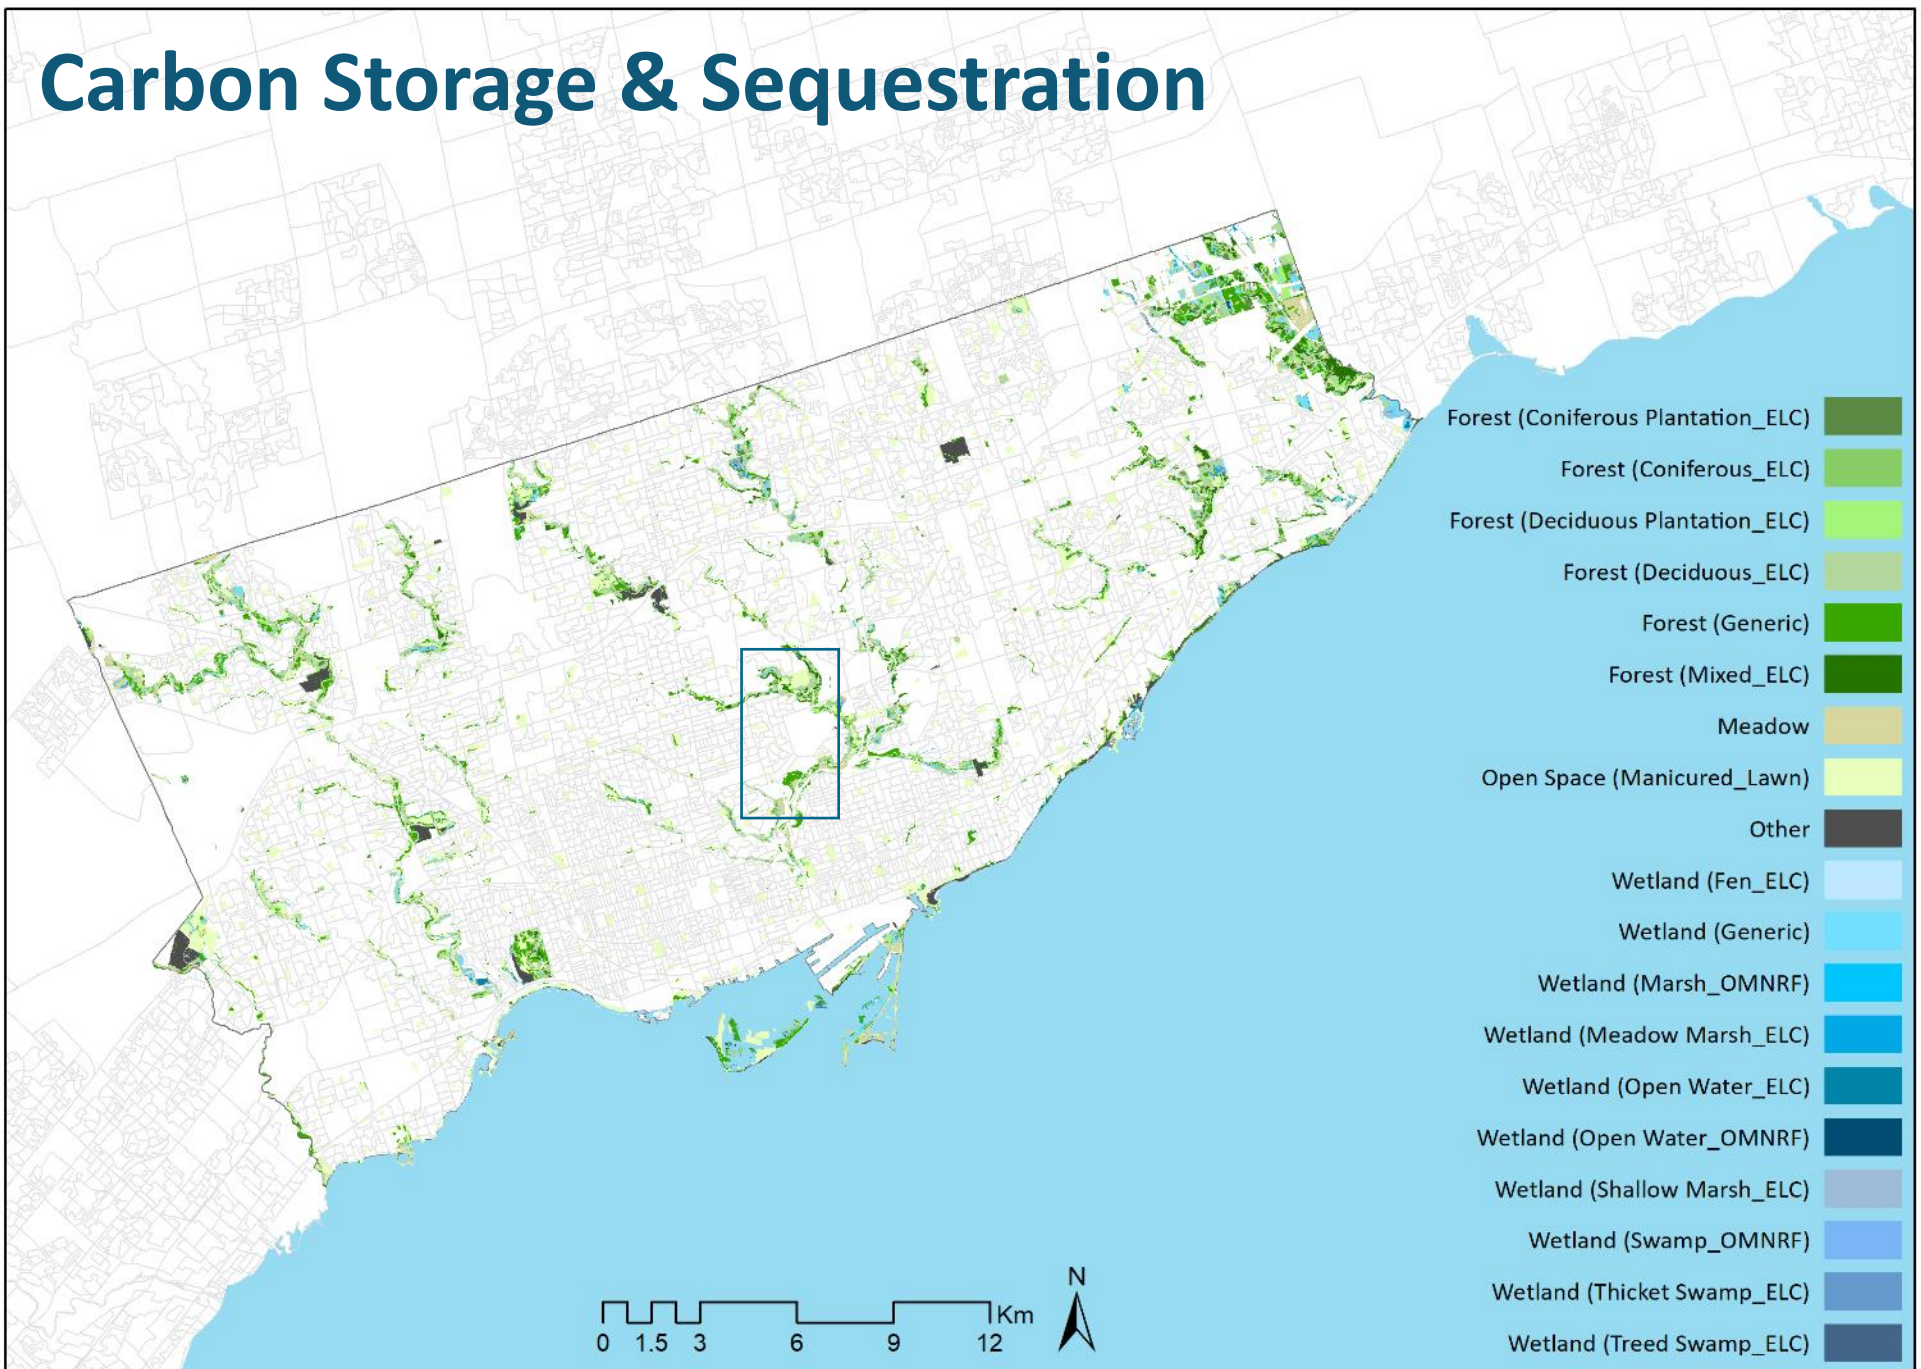 Carbon Storage & Sequestration
Forest (Coniferous Plantation_ELC)
Forest (Coniferous_ELC)
Forest (Deciduous Plantation_ELC)
Forest (Deciduous_ELC)
Forest (Generic)
Forest (Mixed_ELC)
Meadow
Open Space (Manicured_Lawn)
Other
Wetland (Fen_ELC)
Wetland (Generic)
Wetland (Marsh_OMNRF)
Wetland (Meadow Marsh_ELC)
Wetland (Open Water_ELC)
Wetland (Open Water_OMNRF)
Wetland (Shallow Marsh_ELC)
Wetland (Swamp_OMNRF)
Wetland (Thicket Swamp_ELC)
Wetland (Treed Swamp_ELC)
N
Km
0 1.5 3 6 9 12